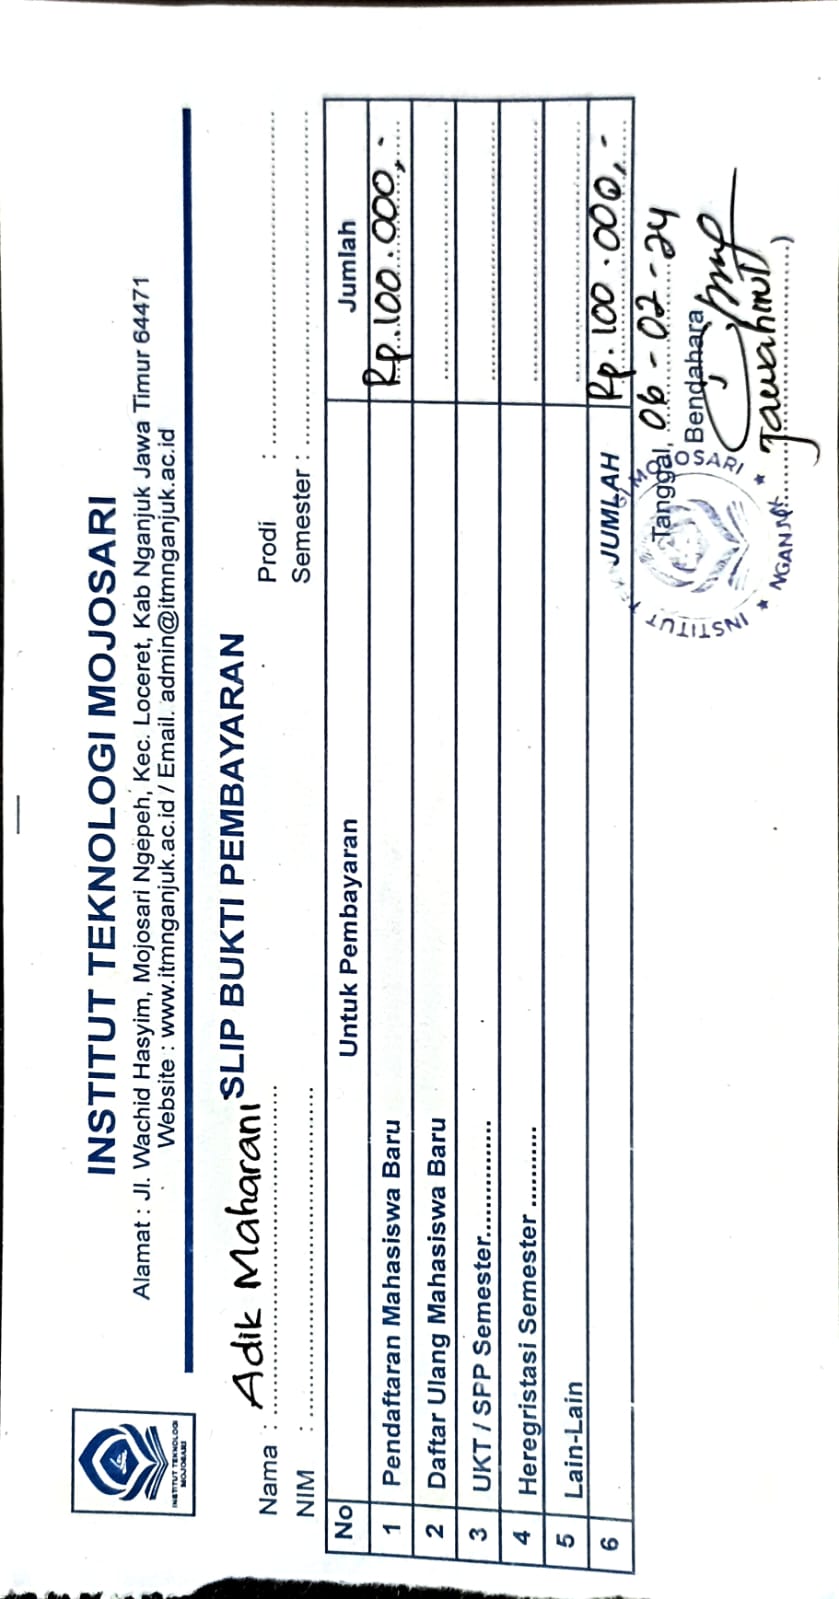 INSTITUT TEKNOLOGI
MOJOSARI
INSTITUT TEKNOLOGI MOJOSARI
Alamat : Jl. Wachid Hasyim, Mojosari Ngepeh, Kec. Loceret, Kab Nganjuk Jawa Timur 64471
Website : www.itmnganjuk.ac.id / Email. admin@itmnganjuk.ac.id
SLIP BUKTI PEMBAYARAN
Nama : Adik Maharani Prodi :
NIM : Semester :
No Untuk Pembayaran Jumlah
1 Pendaftaran Mahasiswa Baru Rp.100.000,-
2 Daftar Ulang Mahasiswa Baru
3 UKT / SPP Semester................
4 Heregristasi Semester ...........
5 Lain-Lain
6 JUMLAH Rp. 100.000,-
Tanggal, 06-02-24
Bendahara
INSTITUT MOJOSARI
NGANJUK